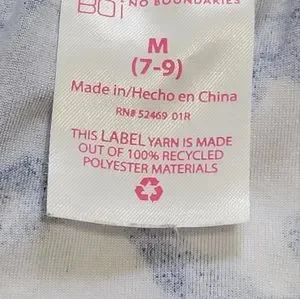 BOi NO BOUNDARIES
M
(7-9)
Made in/Hecho en China
RN# 52469 01R
THIS LABEL YARN IS MADE
OUT OF 100% RECYCLED
POLYESTER MATERIALS